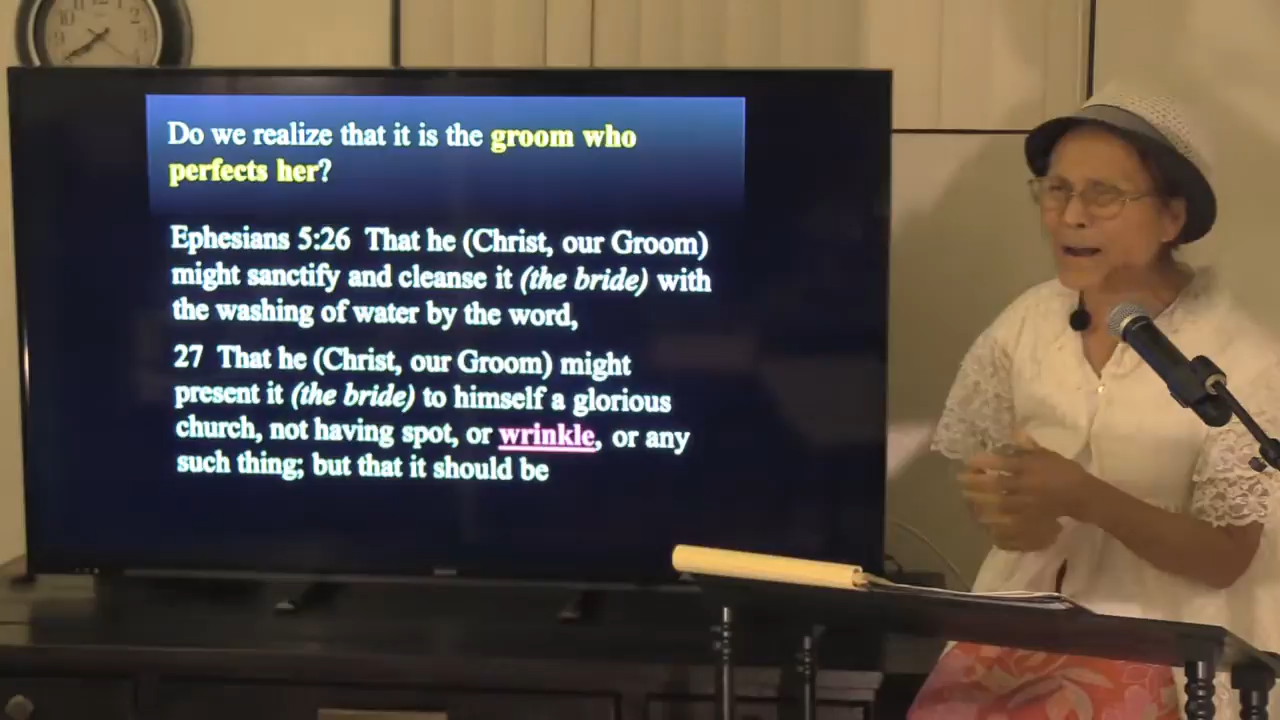 Do we realize that it is the groom who
perfects her?
Ephesians 5:26 That he (Christ, our Groom)
might sanctify and cleanse it (the bride) with
the washing of water by the word,
27 That he (Christ, our Groom) might
present it (the bride) to himself a glorious
church, not having spot, or wrinkle, or any
such thing; but that it should be